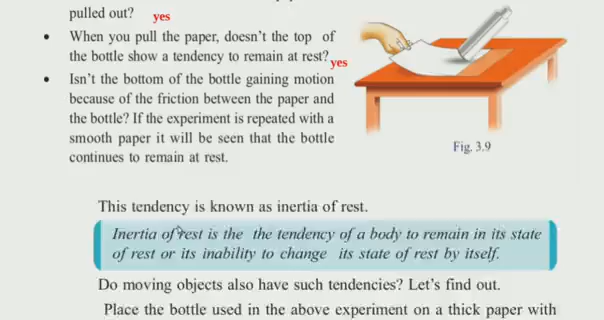 pulled out? yes
When you pull the paper, doesn't the top of
the bottle show a tendency to remain at rest? yes
Isn't the bottom of the bottle gaining motion
because of the friction between the paper and
the bottle? If the experiment is repeated with a
smooth paper it will be seen that the bottle
continues to remain at rest.
Fig. 3.9
This tendency is known as inertia of rest.
Inertia of rest is the the tendency of a body to remain in its state
of rest or its inability to change its state of rest by itself.
Do moving objects also have such tendencies? Let's find out.
Place the bottle used in the above experiment on a thick paper with